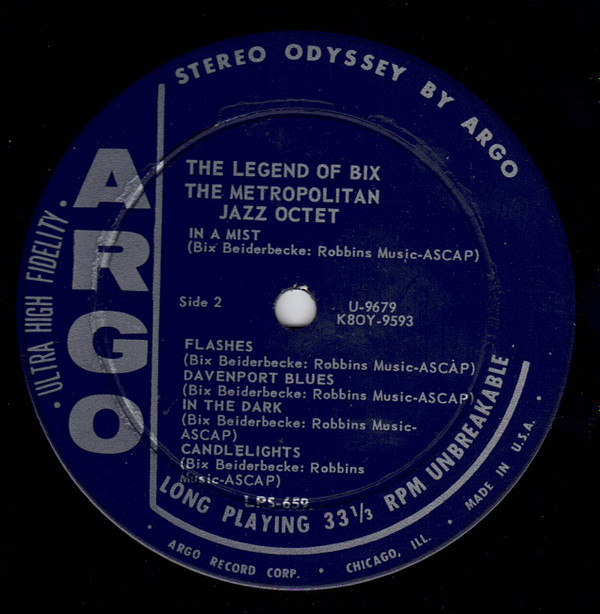 STEREO ODYSSEY BY ARGO
ARGO
• ULTRA HIGH FIDELITY •
THE LEGEND OF BIX
THE METROPOLITAN
JAZZ OCTET
IN A MIST
(Bix Beiderbecke: Robbins Music-ASCAP)
Side 2
U-9679
K8OY-9593
FLASHES
(Bix Beiderbecke: Robbins Music-ASCAP)
DAVENPORT BLUES
(Bix Beiderbecke: Robbins Music-ASCAP)
IN THE DARK
(Bix Beiderbecke: Robbins Music-
ASCAP)
CANDLELIGHTS
(Bix Beiderbecke: Robbins
Music-ASCAP)
LPS-659
LONG PLAYING 33 1/3 RPM UNBREAKABLE
• ARGO RECORD CORP. • CHICAGO, ILL. • MADE IN U.S.A. •